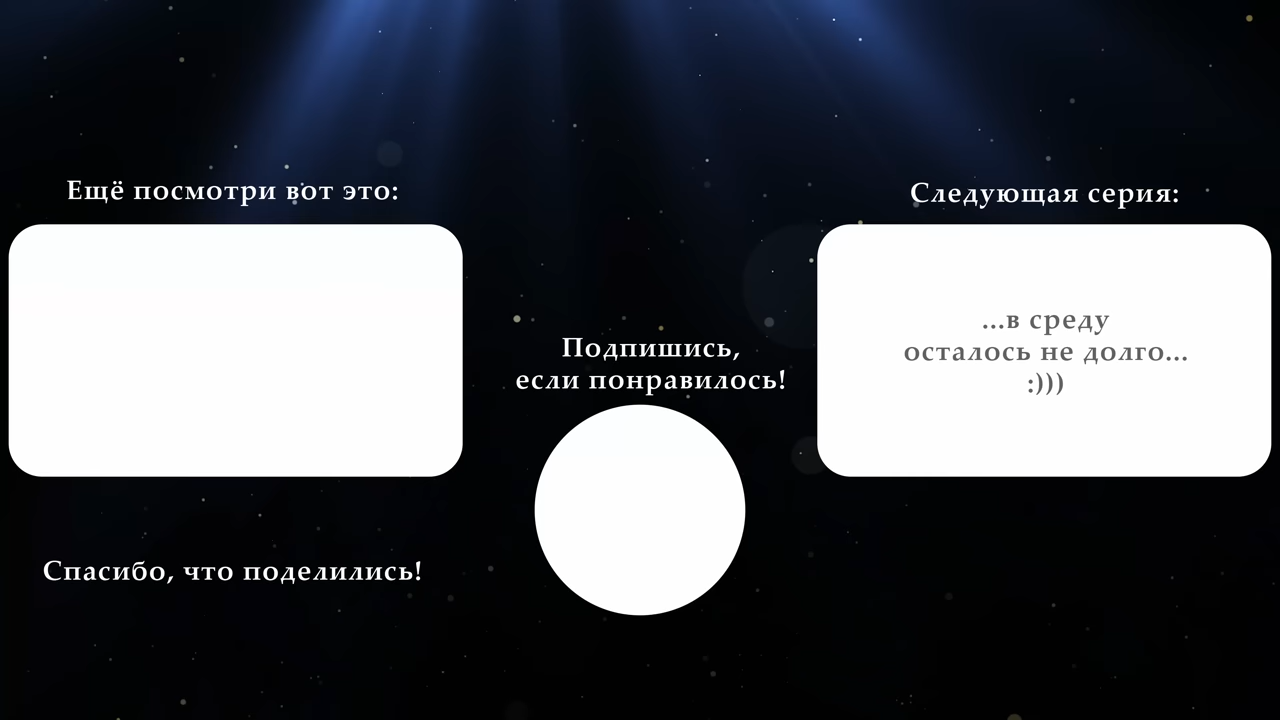 Ещё посмотри вот это:
Следующая серия:
...в среду
осталось не долго...
:)))
Подпишись,
если понравилось!
Спасибо, что поделились!